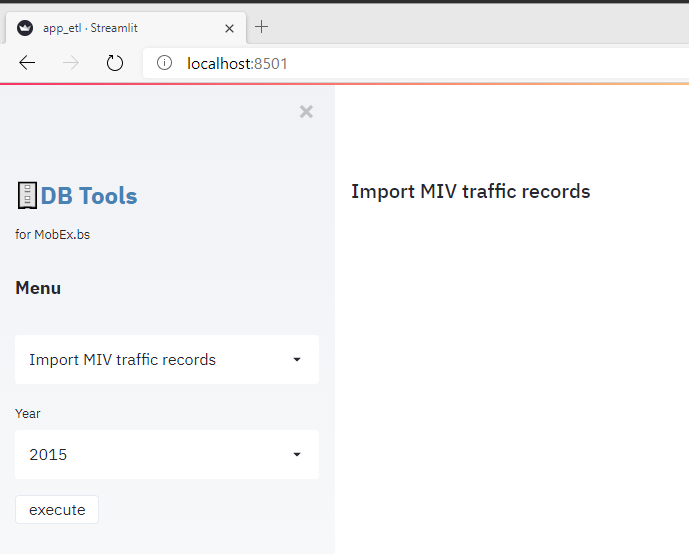 app_etl · Streamlit
localhost:8501
DB Tools
for MobEx.bs
Menu
Import MIV traffic records
Year
2015
execute
Import MIV traffic records